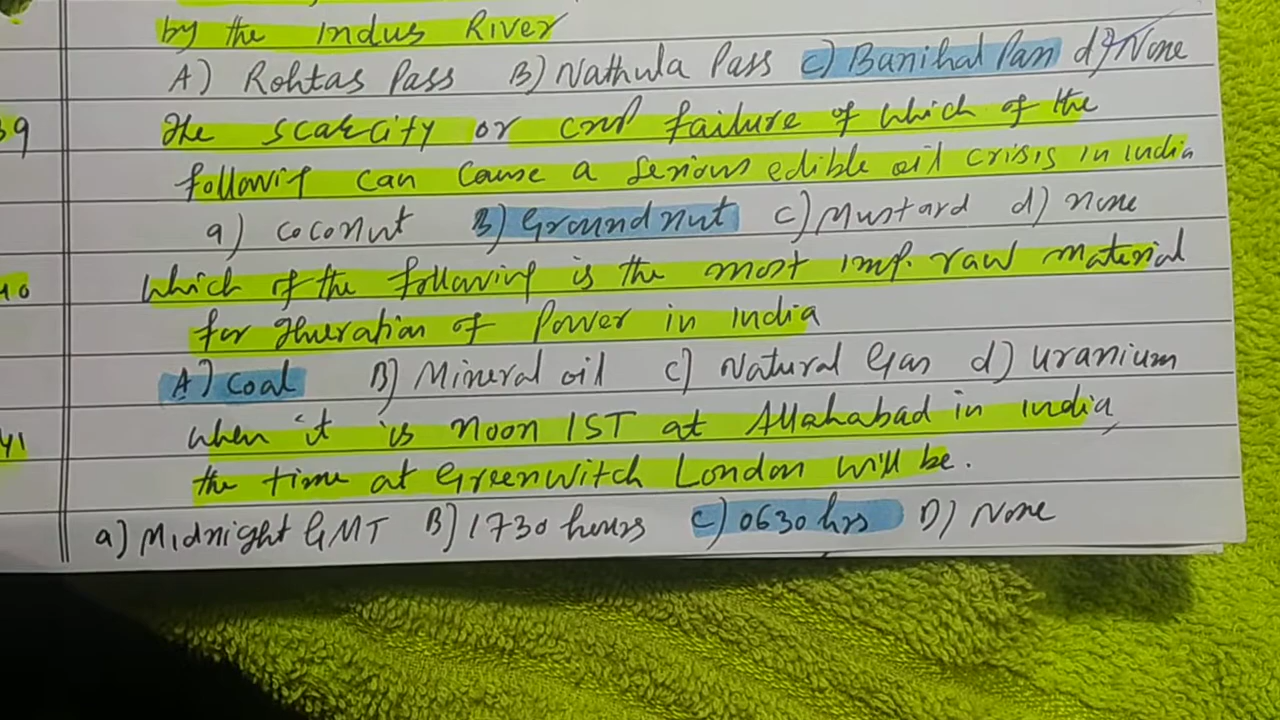 by the Indus River
A) Rohtas Pass B) Nathula Pass C) Banihal Pass d) None
39 The scarcity or crop failure of which of the
following can cause a serious edible oil crisis in india
a) coconut B) Groundnut C) Mustard d) none
40 Which of the following is the most imp. raw material
for generation of Power in India
A) coal B) Mineral oil C) Natural Gas d) uranium
41 When it is noon IST at Allahabad in india,
the time at Greenwitch London will be.
a) Midnight GMT B) 1730 hours C) 0630 hrs D) None